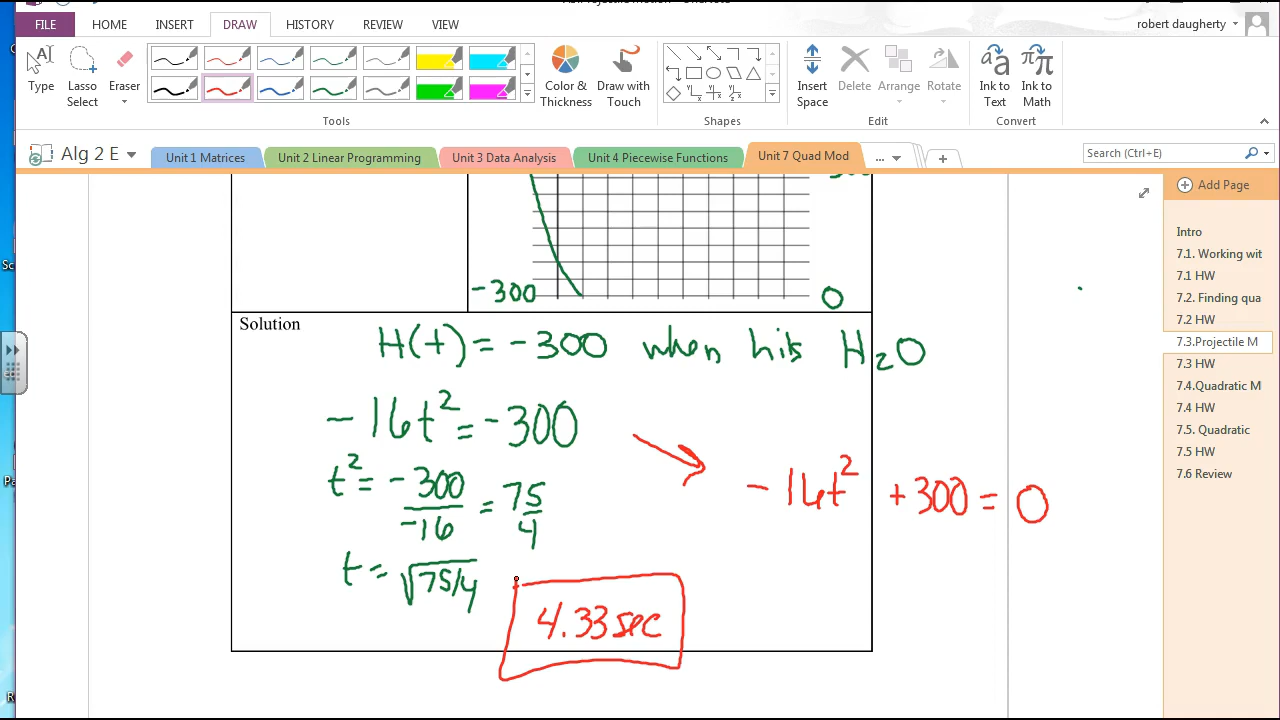 FILE HOME INSERT DRAW HISTORY REVIEW VIEW robert daugherty
Type Lasso Select Eraser Color & Thickness Draw with Touch Insert Space Delete Arrange Rotate Ink to Text Ink to Math
Tools Shapes Edit Convert
Alg 2 E Unit 1 Matrices Unit 2 Linear Programming Unit 3 Data Analysis Unit 4 Piecewise Functions Unit 7 Quad Mod ... Search (Ctrl+E)
Add Page
Intro
7.1. Working wit
7.1 HW
7.2. Finding qua
7.2 HW
7.3.Projectile M
7.3 HW
7.4.Quadratic M
7.4 HW
7.5. Quadratic
7.5 HW
7.6 Review
-300 0
Solution
H(t) = -300 when hits H₂O
-16t² = -300
-16t² +300 = 0
t² = -300/-16 = 75/4
t = √75/4
4.33 sec